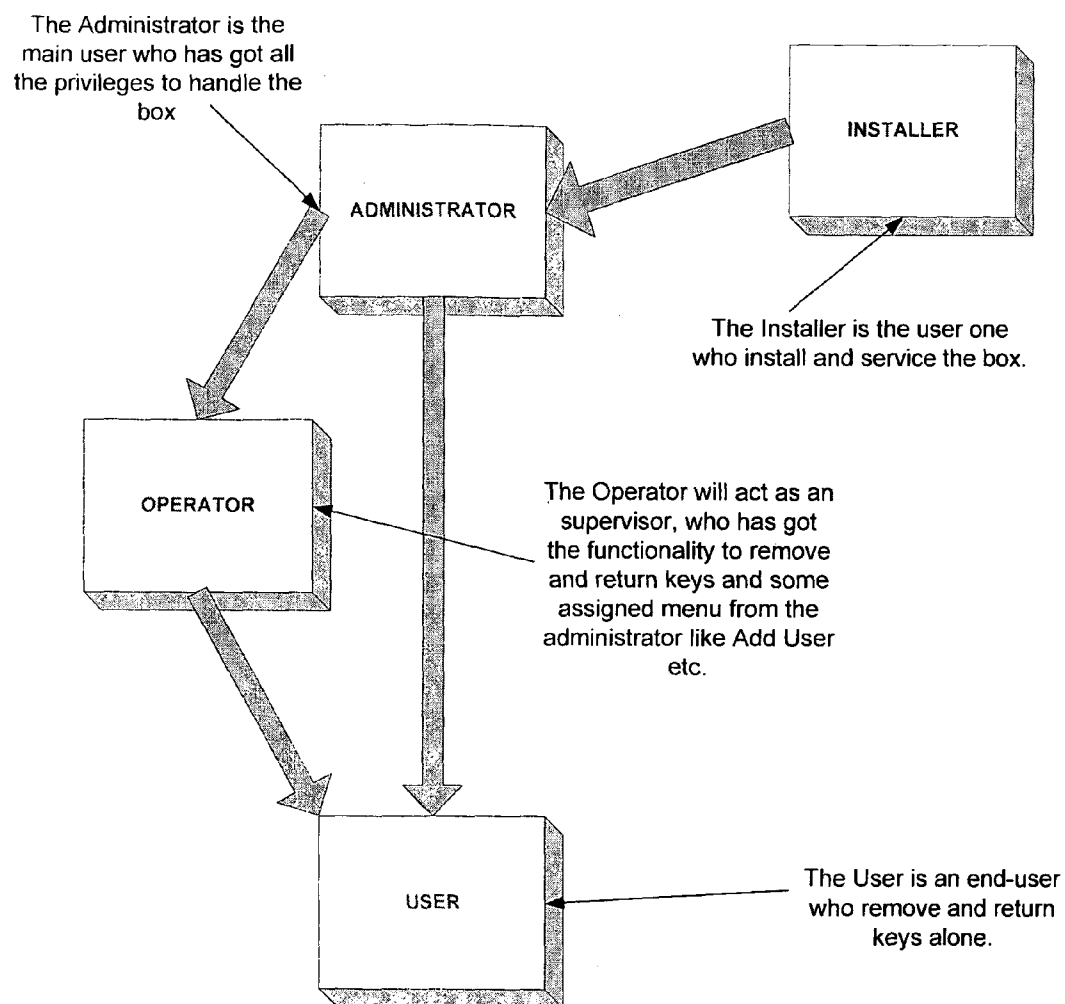 The Administrator is the
main user who has got all
the privileges to handle the
box
INSTALLER
ADMINISTRATOR
The Installer is the user one
who install and service the box.
OPERATOR
The Operator will act as an
supervisor, who has got
the functionality to remove
and return keys and some
assigned menu from the
administrator like Add User
etc.
USER
The User is an end-user
who remove and return
keys alone.